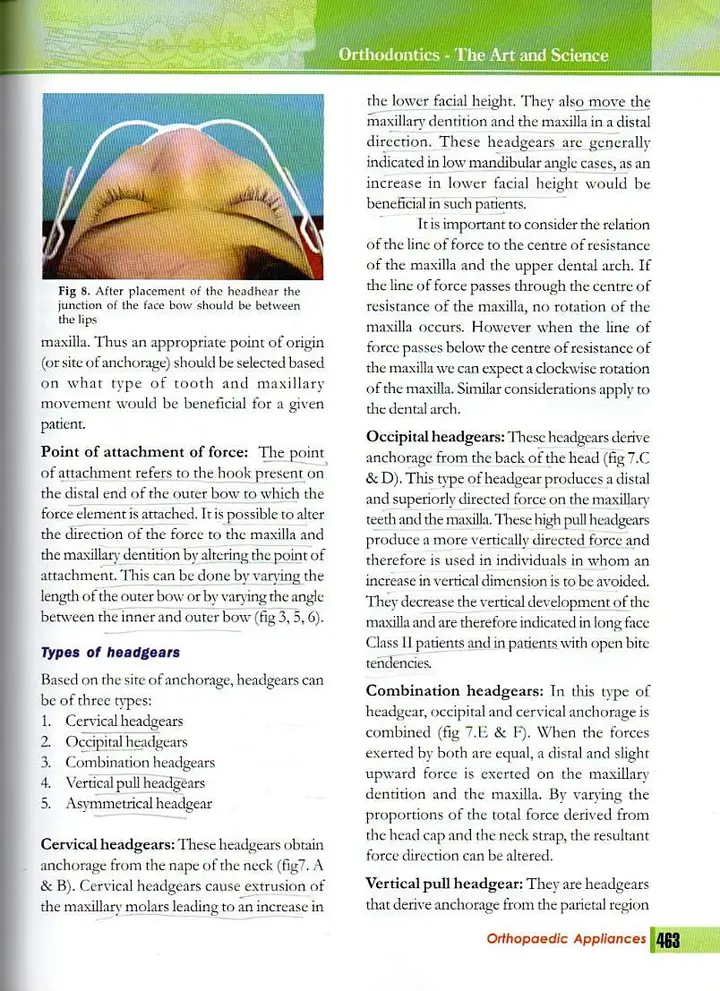 Orthodontics - The Art and Science
Fig 8. After placement of the headhear the
junction of the face bow should be between
the lips
maxilla. Thus an appropriate point of origin
(or site of anchorage) should be selected based
on what type of tooth and maxillary
movement would be beneficial for a given
patient.
Point of attachment of force: The point
of attachment refers to the hook present on
the distal end of the outer bow to which the
force element is attached. It is possible to alter
the direction of the force to the maxilla and
the maxillary dentition by altering the point of
attachment. This can be done by varying the
length of the outer bow or by varying the angle
between the inner and outer bow (fig 3, 5, 6).
Types of headgears
Based on the site of anchorage, headgears can
be of three types:
1. Cervical headgears
2. Occipital headgears
3. Combination headgears
4. Vertical pull headgears
5. Asymmetrical headgear
Cervical headgears: These headgears obtain
anchorage from the nape of the neck (fig7. A
& B). Cervical headgears cause extrusion of
the maxillary molars leading to an increase in
the lower facial height. They also move the
maxillary dentition and the maxilla in a distal
direction. These headgears are generally
indicated in low mandibular angle cases, as an
increase in lower facial height would be
beneficial in such patients.
It is important to consider the relation
of the line of force to the centre of resistance
of the maxilla and the upper dental arch. If
the line of force passes through the centre of
resistance of the maxilla, no rotation of the
maxilla occurs. However when the line of
force passes below the centre of resistance of
the maxilla we can expect a clockwise rotation
of the maxilla. Similar considerations apply to
the dental arch.
Occipital headgears: These headgears derive
anchorage from the back of the head (fig 7.C
& D). This type of headgear produces a distal
and superiorly directed force on the maxillary
teeth and the maxilla. These high pull headgears
produce a more vertically directed force and
therefore is used in individuals in whom an
increase in vertical dimension is to be avoided.
They decrease the vertical development of the
maxilla and are therefore indicated in long face
Class II patients and in patients with open bite
tendencies.
Combination headgears: In this type of
headgear, occipital and cervical anchorage is
combined (fig 7.E & F). When the forces
exerted by both are equal, a distal and slight
upward force is exerted on the maxillary
dentition and the maxilla. By varying the
proportions of the total force derived from
the head cap and the neck strap, the resultant
force direction can be altered.
Vertical pull headgear: They are headgears
that derive anchorage from the parietal region
Orthopaedic Appliances 463